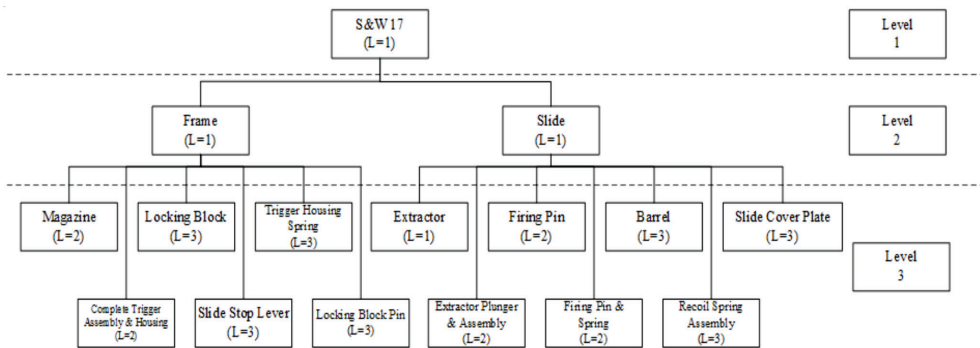 S&W17
(L=1)
Level
1
Frame
(L=1)
Slide
(L=1)
Level
2
Magazine
(L=2)
Locking Block
(L=3)
Trigger Housing
Spring
(L=3)
Extractor
(L=1)
Firing Pin
(L=2)
Barrel
(L=3)
Slide Cover Plate
(L=3)
Level
3
Complete Trigger
Assembly & Housing
(L=2)
Slide Stop Lever
(L=3)
Locking Block Pin
(L=3)
Extractor Plunger
& Assembly
(L=2)
Firing Pin &
Spring
(L=2)
Recoil Spring
Assembly
(L=3)